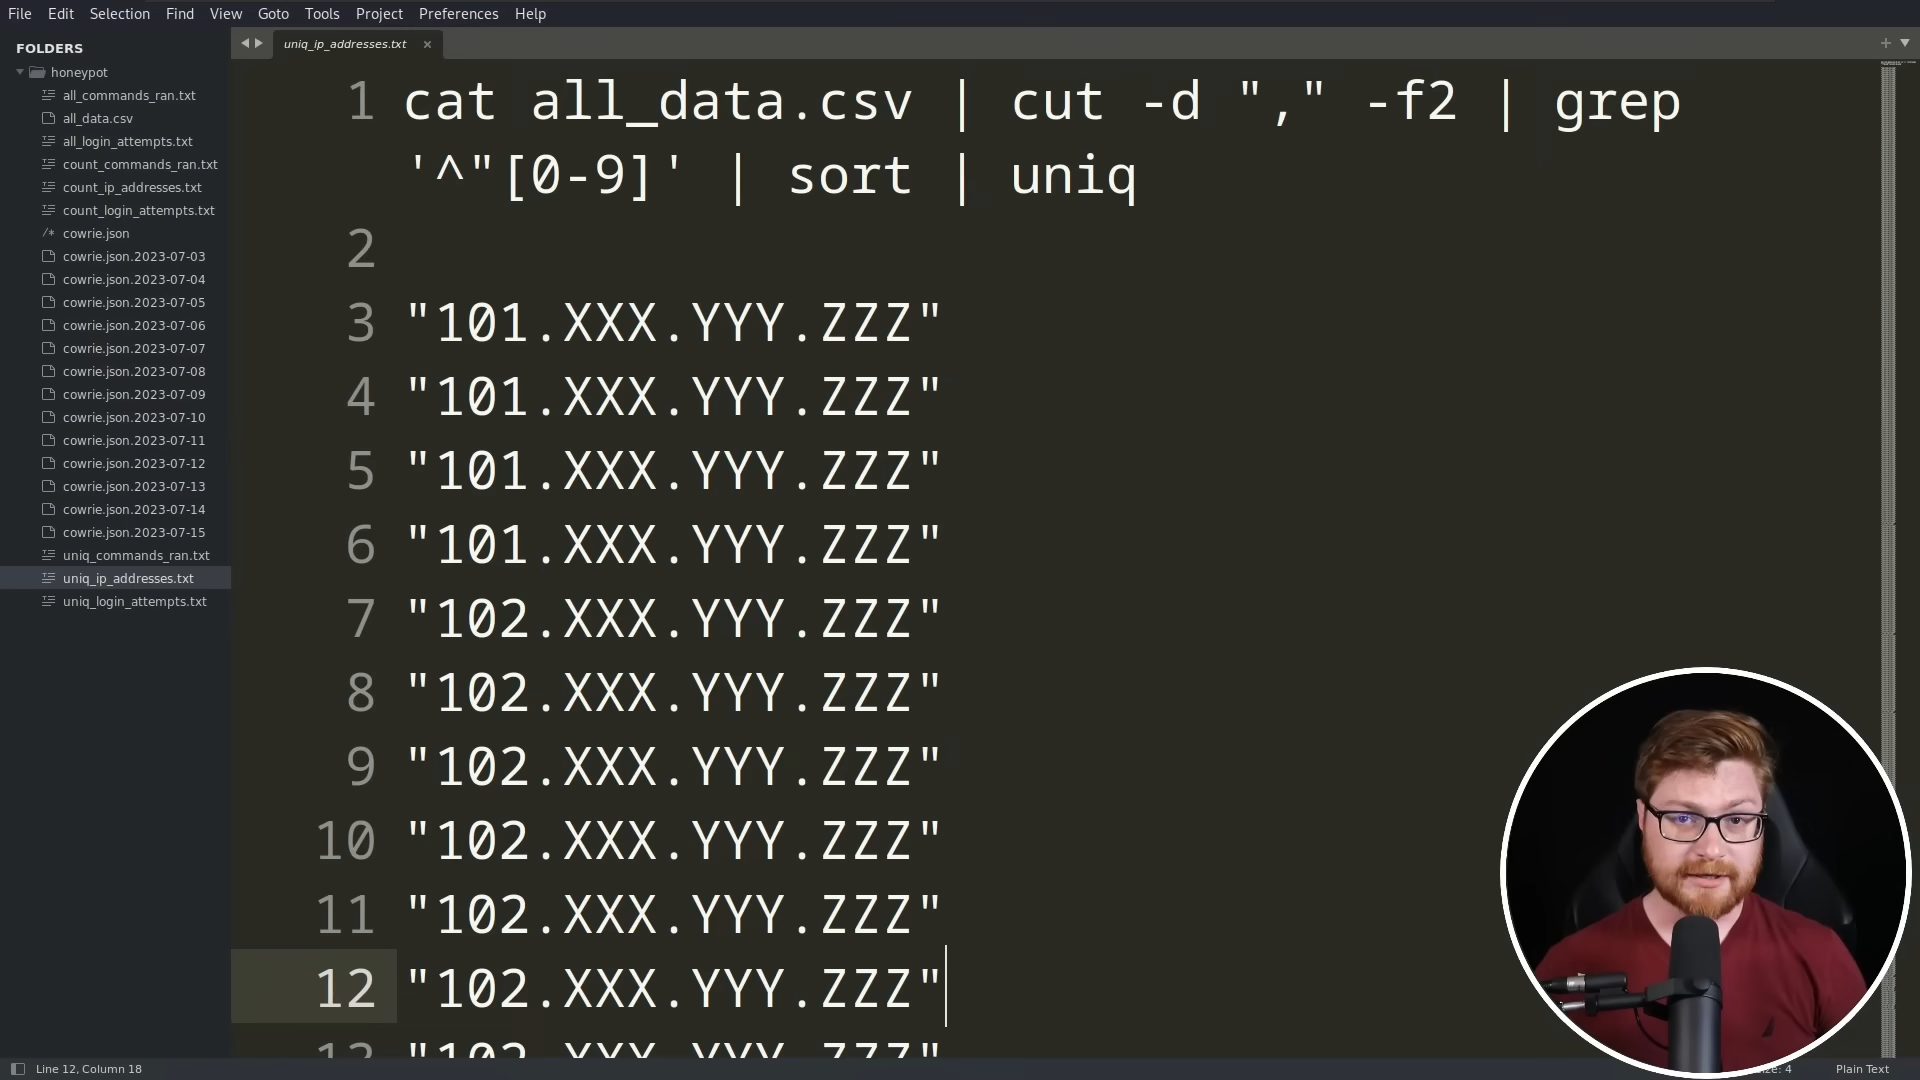 File Edit Selection Find View Goto Tools Project Preferences Help
FOLDERS
honeypot
all_commands_ran.txt
all_data.csv
all_login_attempts.txt
count_commands_ran.txt
count_ip_addresses.txt
count_login_attempts.txt
/* cowrie.json
cowrie.json.2023-07-03
cowrie.json.2023-07-04
cowrie.json.2023-07-05
cowrie.json.2023-07-06
cowrie.json.2023-07-07
cowrie.json.2023-07-08
cowrie.json.2023-07-09
cowrie.json.2023-07-10
cowrie.json.2023-07-11
cowrie.json.2023-07-12
cowrie.json.2023-07-13
cowrie.json.2023-07-14
cowrie.json.2023-07-15
uniq_commands_ran.txt
uniq_ip_addresses.txt
uniq_login_attempts.txt
uniq_ip_addresses.txt ×
1 cat all_data.csv | cut -d "," -f2 | grep
'^"[0-9]' | sort | uniq
2
3 "101.XXX.YYY.ZZZ"
4 "101.XXX.YYY.ZZZ"
5 "101.XXX.YYY.ZZZ"
6 "101.XXX.YYY.ZZZ"
7 "102.XXX.YYY.ZZZ"
8 "102.XXX.YYY.ZZZ"
9 "102.XXX.YYY.ZZZ"
10 "102.XXX.YYY.ZZZ"
11 "102.XXX.YYY.ZZZ"
12 "102.XXX.YYY.ZZZ"
13 "102.XXX.YYY.ZZZ"
Line 12, Column 18
4
Plain Text